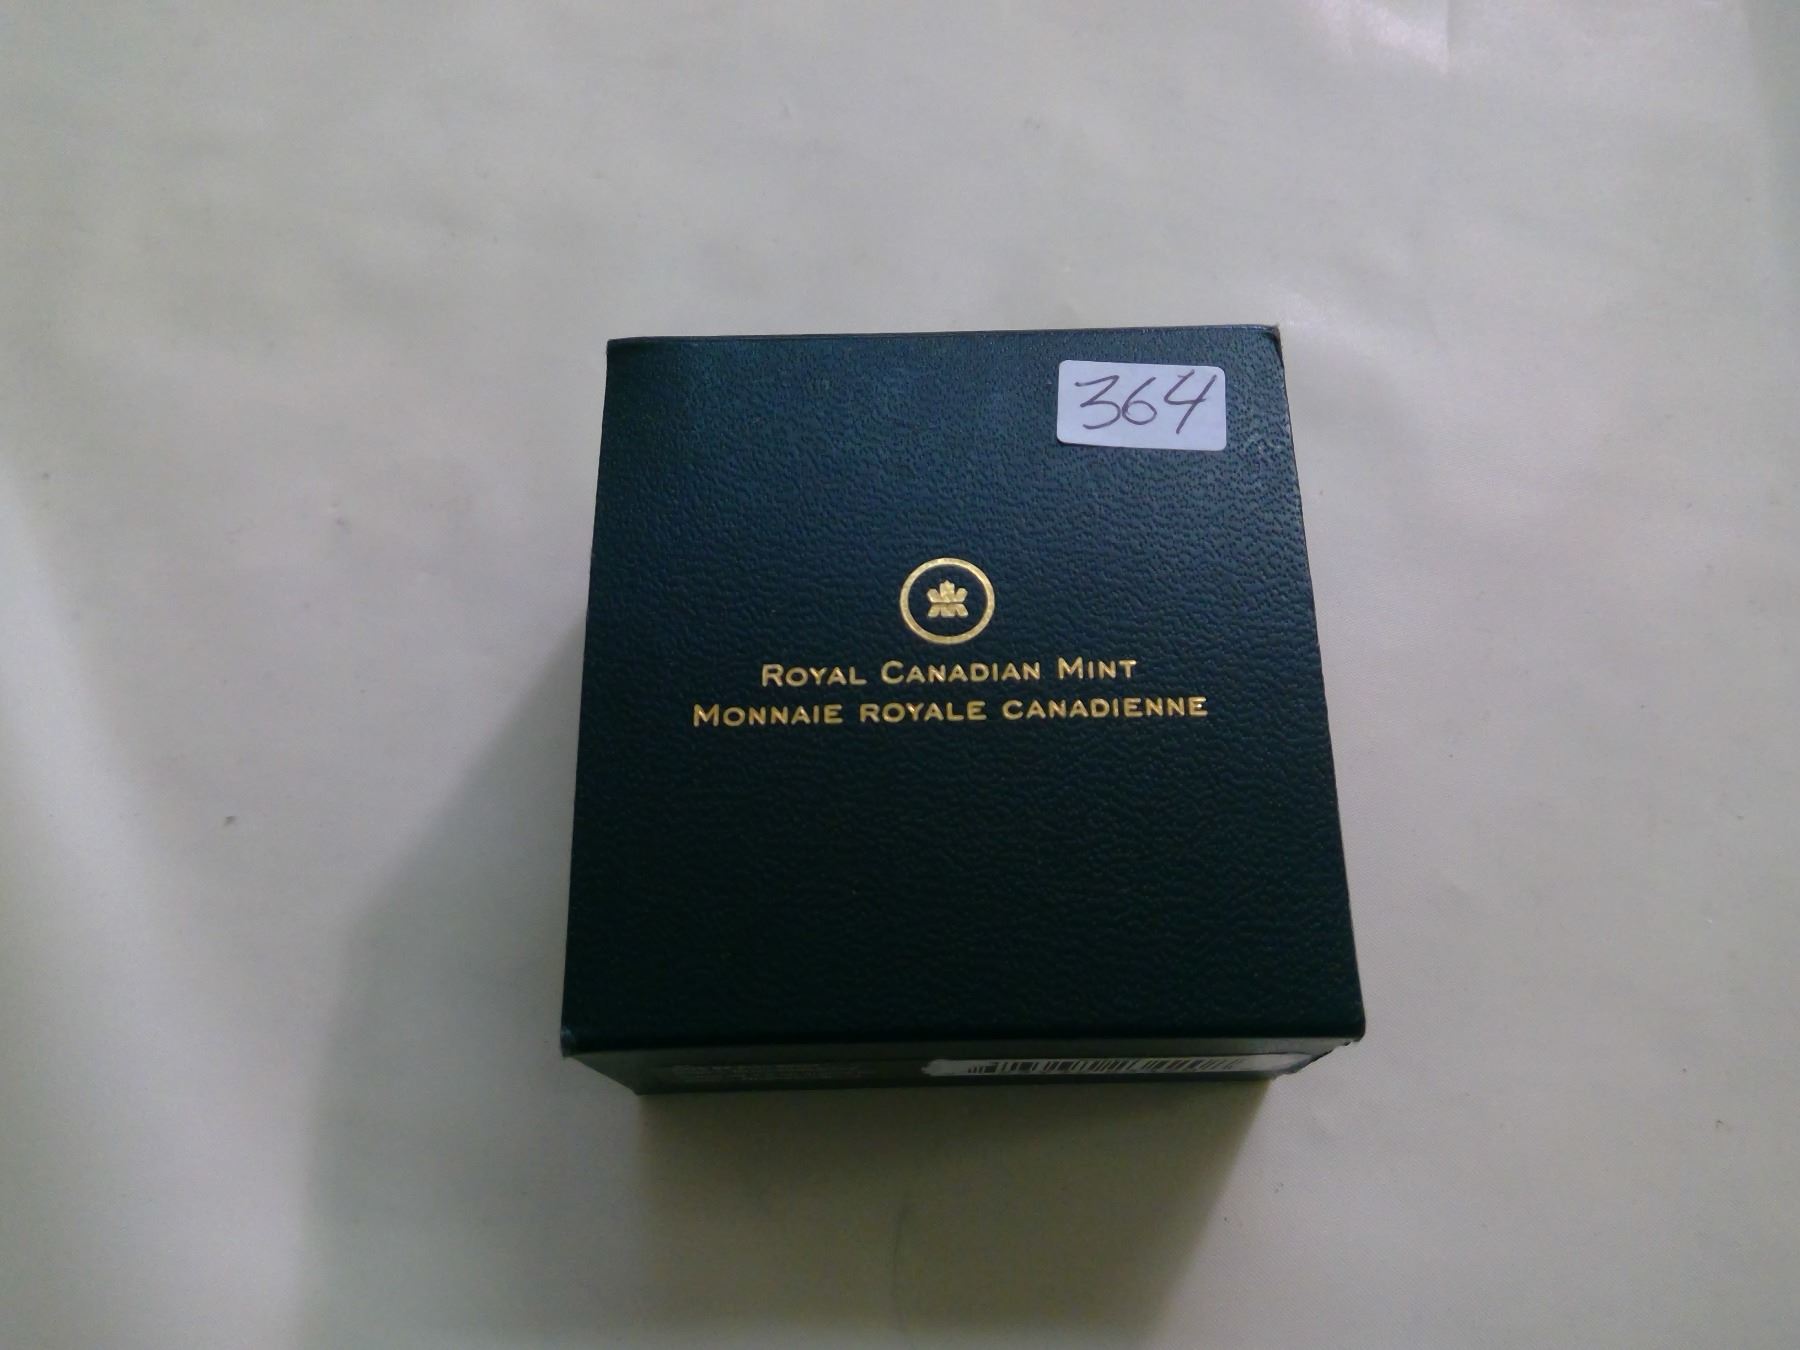 364
ROYAL CANADIAN MINT
MONNAIE ROYALE CANADIENNE